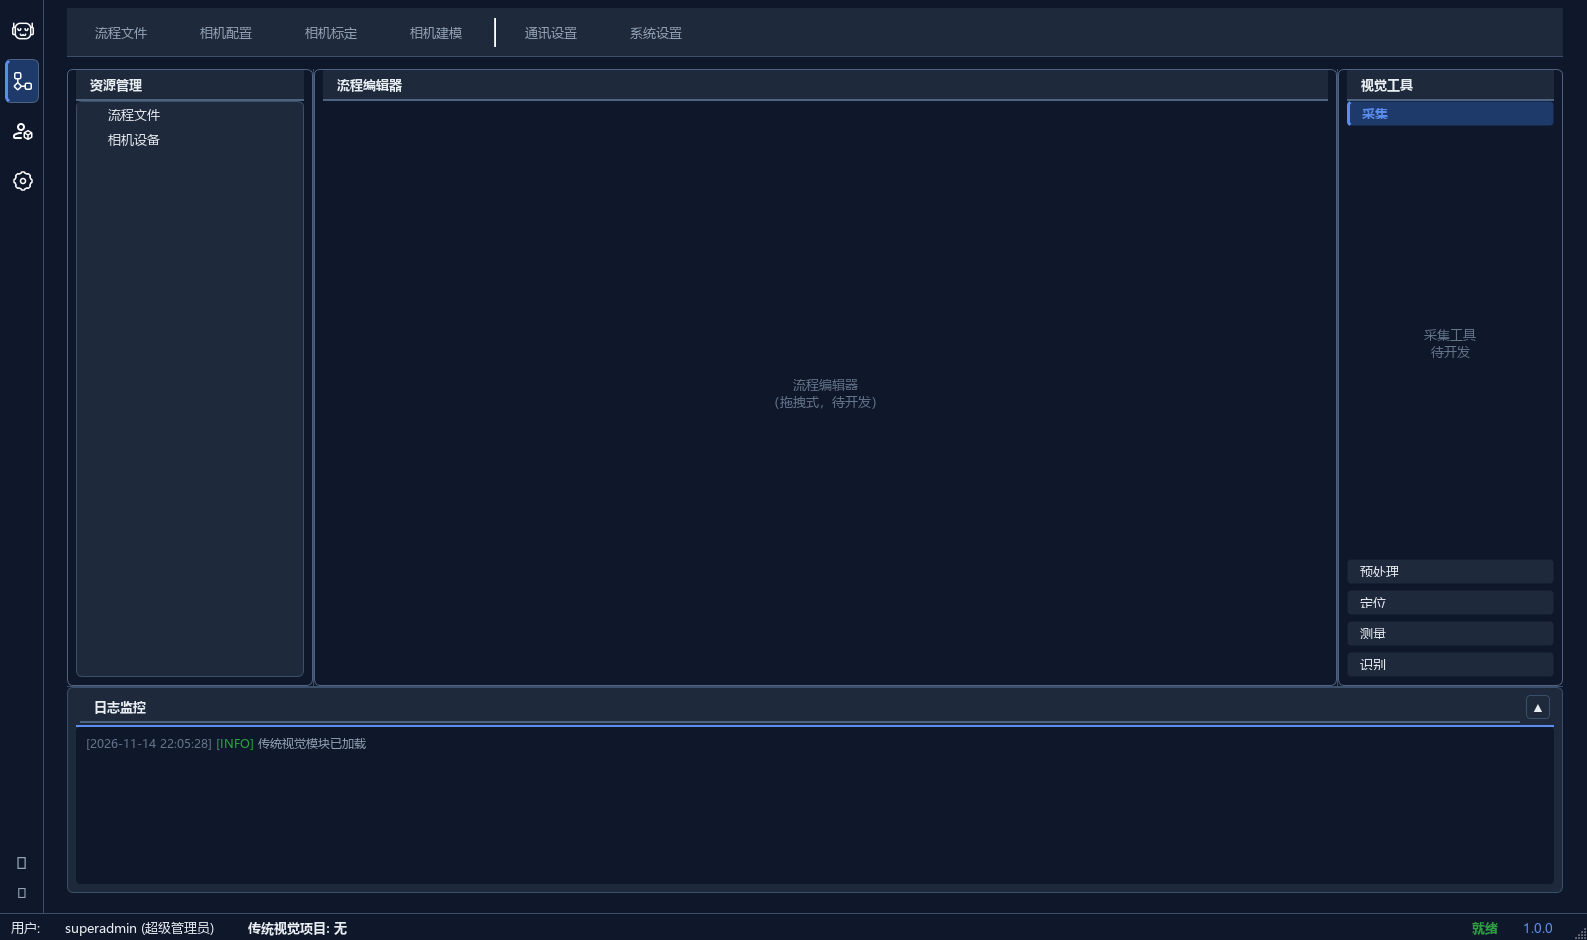 流程文件
相机配置
相机标定
相机建模
通讯设置
系统设置
资源管理
流程文件
相机设备
流程编辑器
流程编辑器
(拖拽式，待开发)
视觉工具
采集
采集工具
待开发
预处理
定位
测量
识别
日志监控
▲
[2026-11-14 22:05:28] [INFO] 传统视觉模块已加载
用户: superadmin (超级管理员) 传统视觉项目: 无
就绪 1.0.0